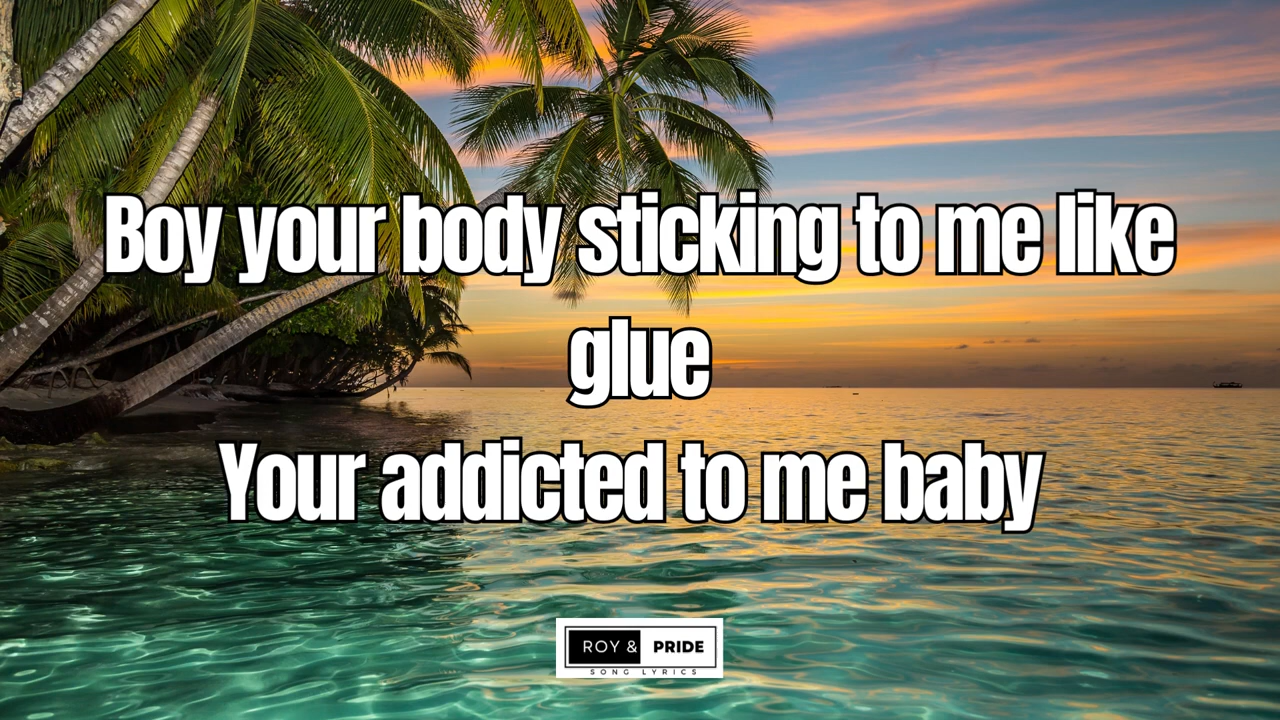 Boy your body sticking to me like
glue
Your addicted to me baby
ROY & PRIDE
SONG LYRICS